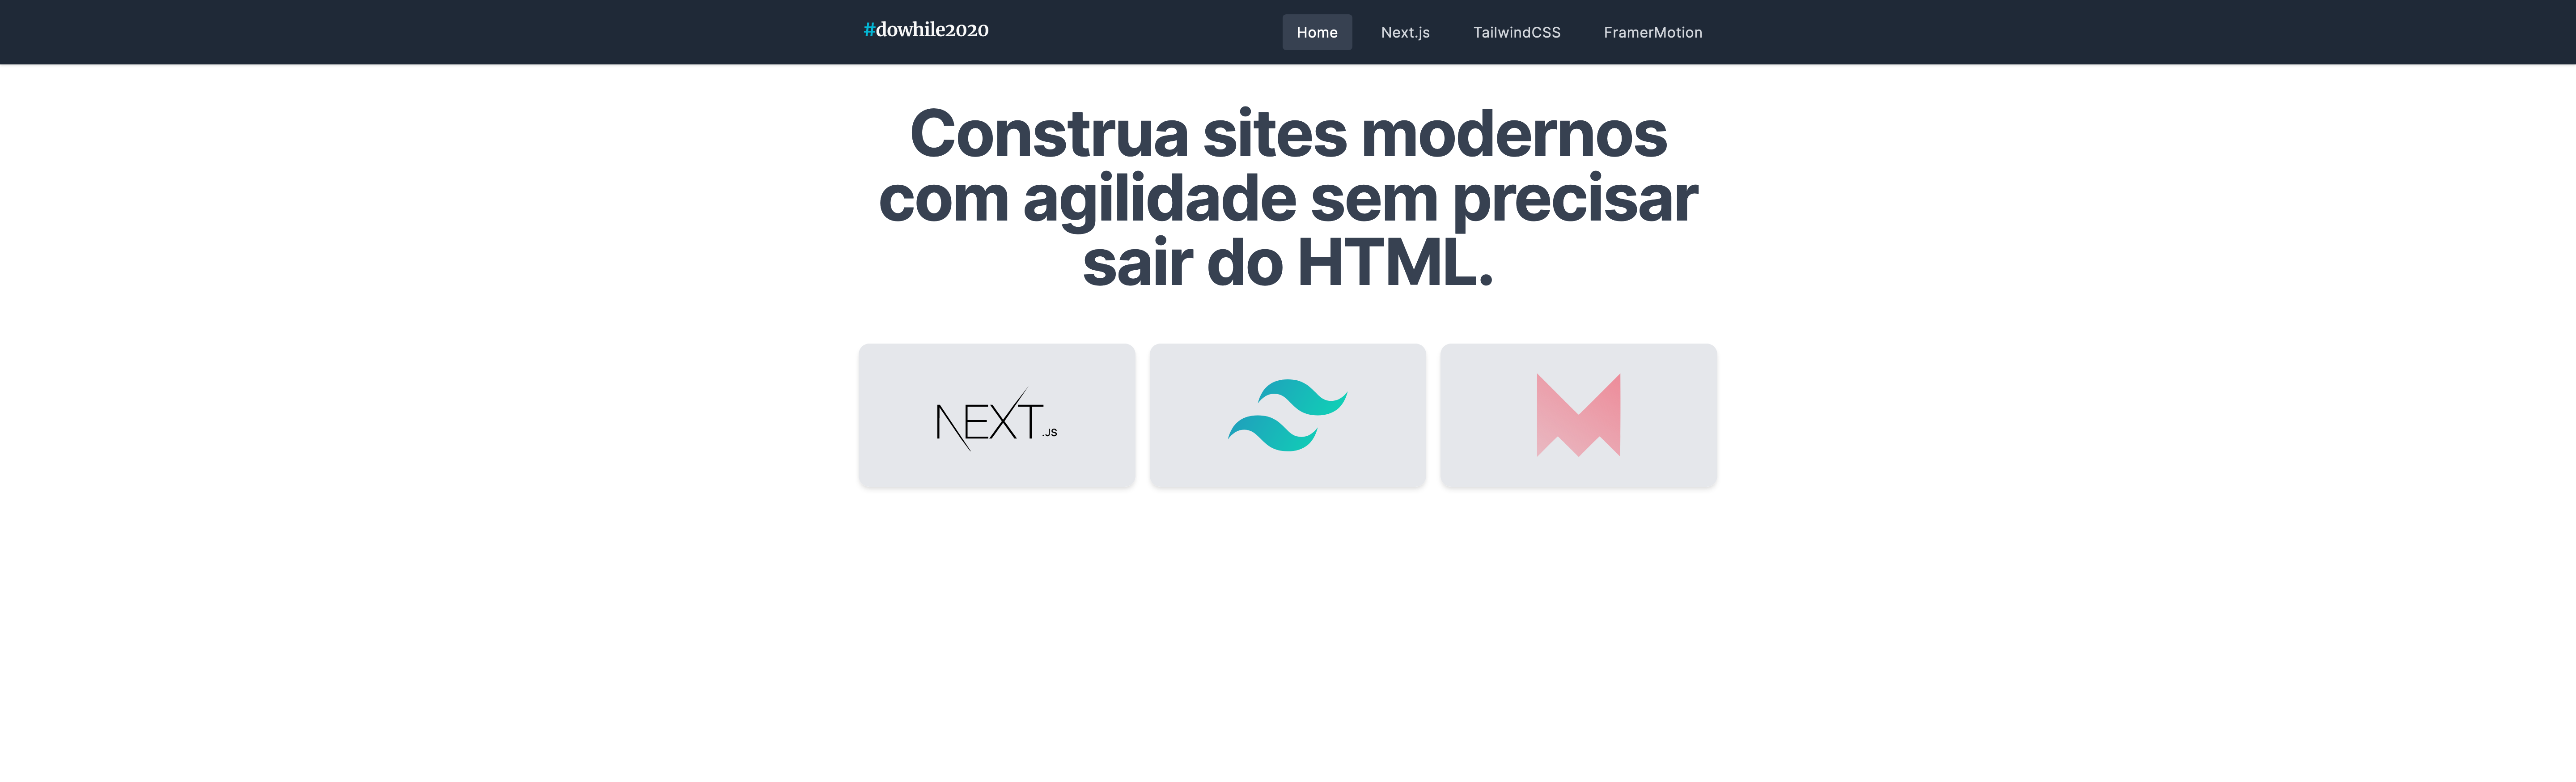 #dowhile2020
Home Next.js TailwindCSS FramerMotion
Construa sites modernos
com agilidade sem precisar
sair do HTML.
NEXT.JS